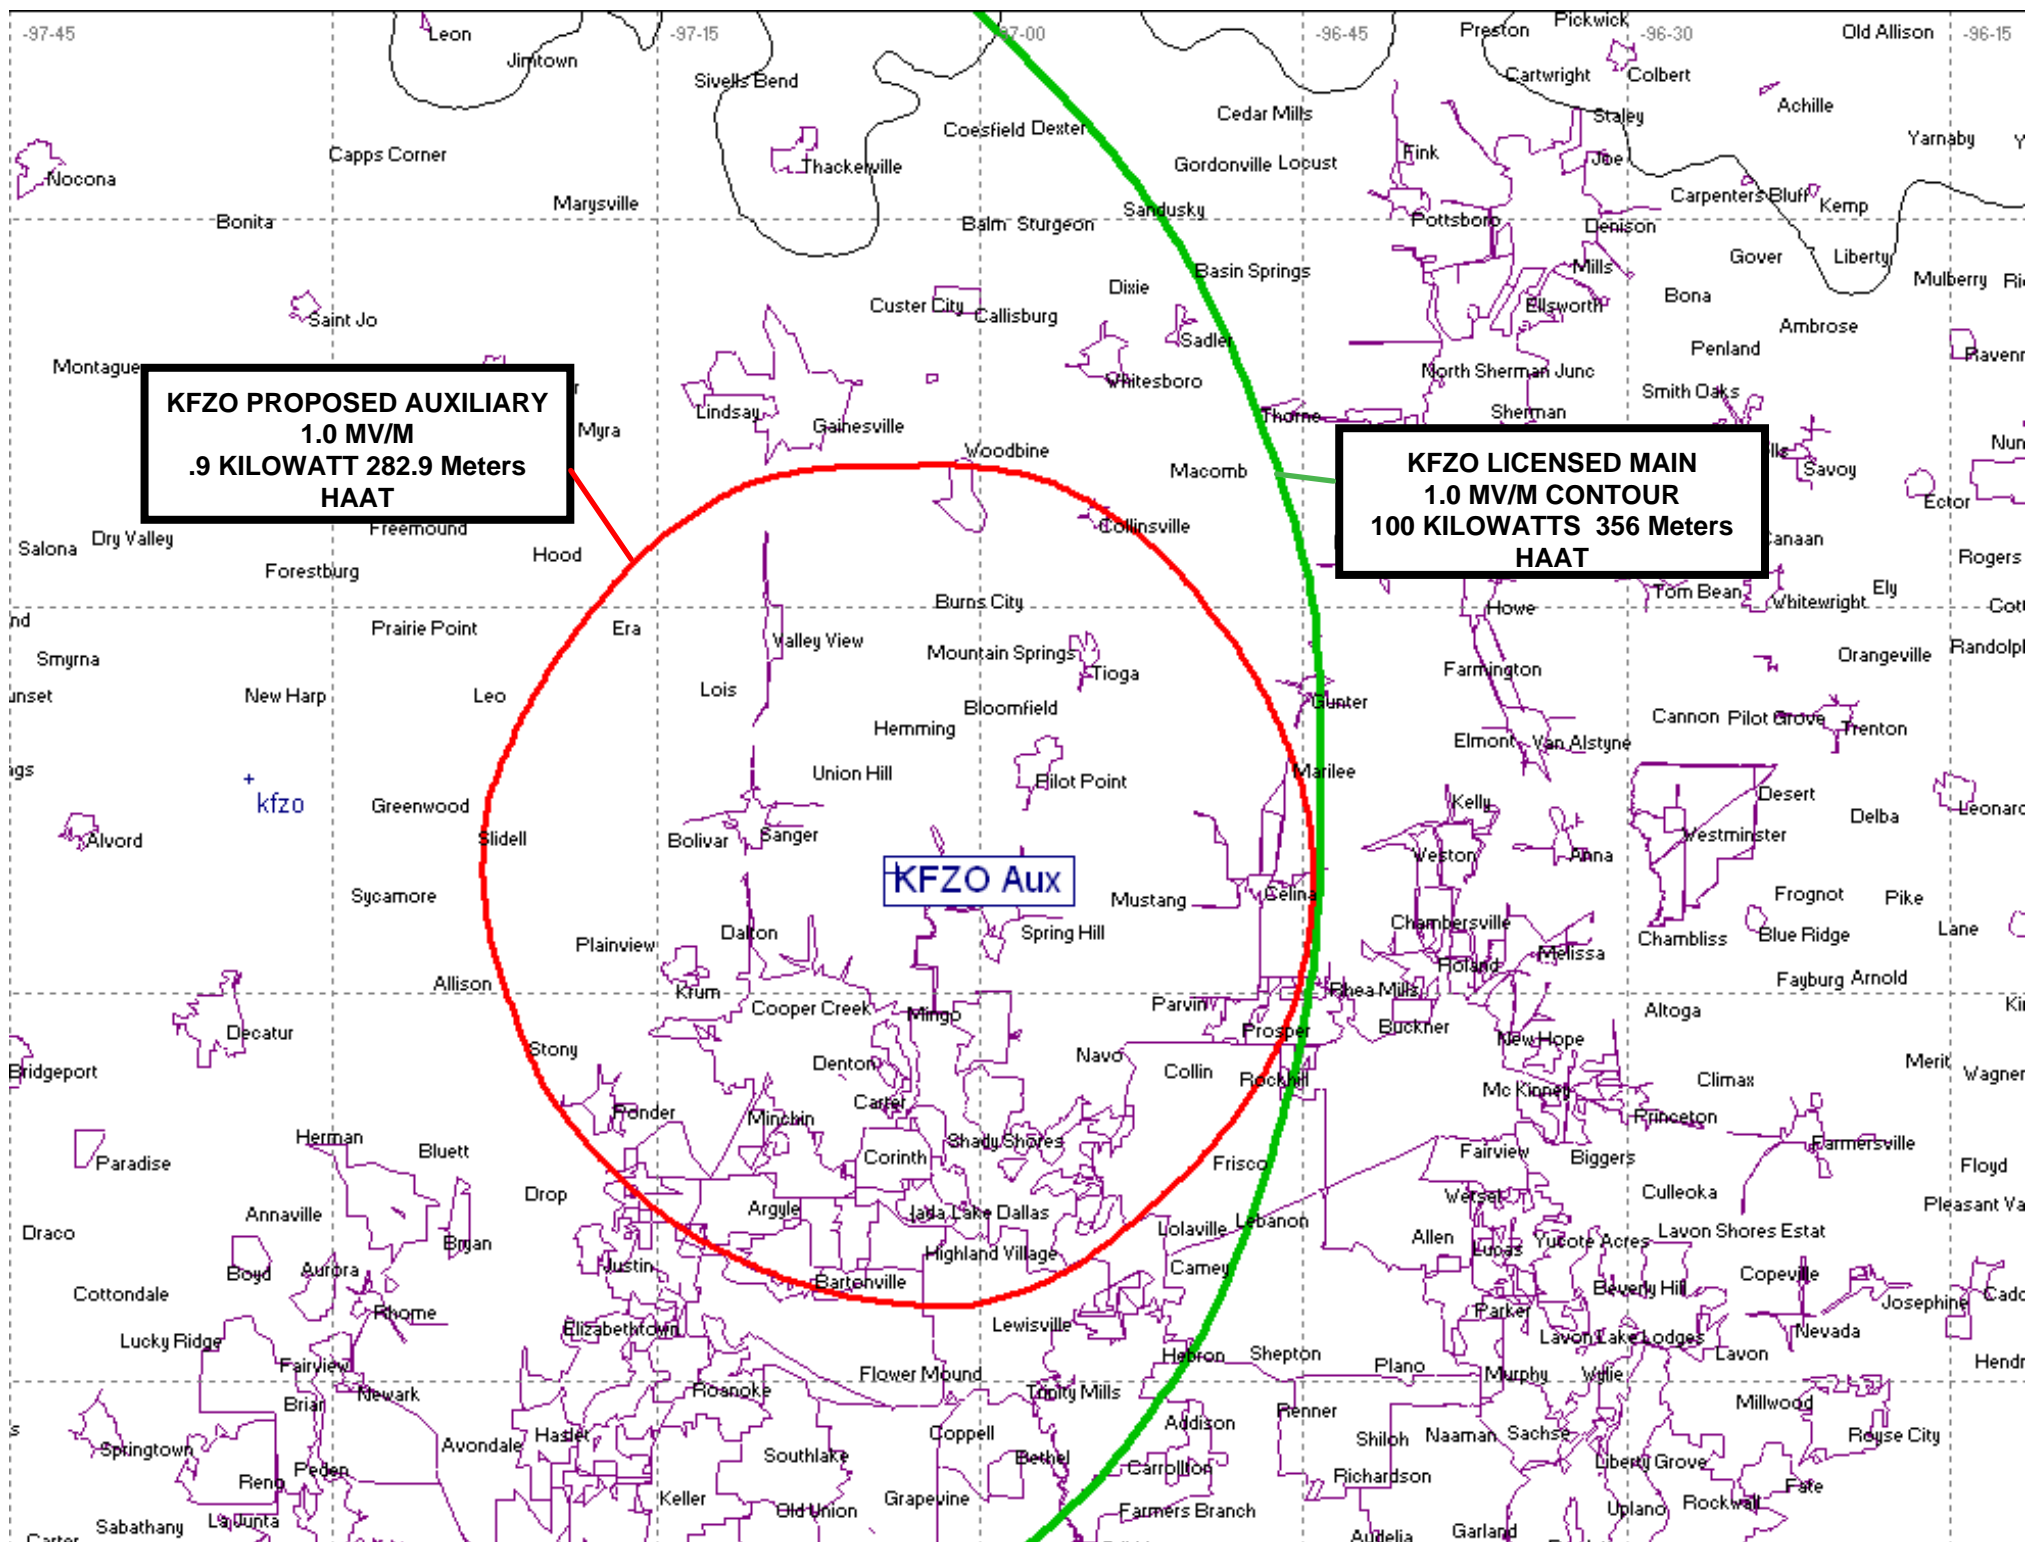 -97-45
-97-15
-97-00
-96-45
-96-30
-96-15
Leon
Jimtown
Sivells Bend
Preston
Pickwick
Old Allison
Cartwright
Colbert
Achille
Cedar Mills
Staley
Coesfield Dexter
Yarnaby
Capps Corner
Thackerville
Gordonville Locust
Fink
Joe
Nocona
Marysville
Carpenters Bluff
Kemp
Bonita
Balm Sturgeon
Sandusky
Pottsboro
Denison
Basin Springs
Mills
Gover
Liberty
Mulberry
Dixie
Custer City
Callisburg
Ellsworth
Bona
Saint Jo
Ambrose
Sadler
Penland
Montague
Whitesboro
North Sherman Junc
Smith Oaks
Lindsay
Gainesville
Thorne
Sherman
Myra
KFZO PROPOSED AUXILIARY
1.0 MV/M
.9 KILOWATT 282.9 Meters
HAAT
KFZO LICENSED MAIN
1.0 MV/M CONTOUR
100 KILOWATTS 356 Meters
HAAT
Woodbine
Macomb
Savoy
Ector
Freemound
Collinsville
Salona
Dry Valley
Hood
Canaan
Rogers
Forestburg
Burns City
Tom Bean
Whitewright
Ely
Howe
Prairie Point
Era
Valley View
Mountain Springs
Tioga
Smyrna
Farmington
Orangeville
New Harp
Leo
Lois
Bloomfield
Gunter
Cannon
Pilot Grove
Trenton
Hemming
Elmont
Van Alstyne
Union Hill
Pilot Point
Marilee
kfzo
Greenwood
Kelly
Desert
Delba
Alvord
Slidell
Bolivar
Sanger
Westminster
Weston
Anna
KFZO Aux
Sycamore
Mustang
Celina
Frognot
Pike
Plainview
Dalton
Spring Hill
Chambersville
Chambliss
Blue Ridge
Lane
Melissa
Roland
Allison
Krum
Cooper Creek
Mingo
Parvin
Rhea Mills
Fayburg Arnold
Altoga
Decatur
Prosper
Buckner
New Hope
Stony
Denton
Navo
Collin
Rockhill
Merit
Wagner
Bridgeport
Climax
Mc Kinney
Ponder
Minchin
Carter
Princeton
Herman
Bluett
Shady Shores
Farmersville
Paradise
Corinth
Frisco
Fairview
Biggers
Floyd
Drop
Argyle
Wetsel
Culleoka
Annaville
Lolaville
Lebanon
Lake Dallas
Draco
Allen
Lucas
Yucote Acres
Lavon Shores Estat
Bryan
Highland Village
Boyd
Aurora
Justin
Bartonville
Camey
Beverly Hill
Copeville
Cottondale
Rhome
Parker
Josephine
Elizabethtown
Lewisville
Lavon Lake Lodges
Nevada
Lucky Ridge
Fairview
Hebron
Shepton
Plano
Lavon
Flower Mound
Murphy
Wylie
Newark
Roanoke
Trinity Mills
Briar
Millwood
Renner
Addison
Coppell
Springtown
Avondale
Haslet
Southlake
Bethel
Shiloh
Naaman
Sachse
Royse City
Reno
Peden
Carrollton
Richardson
Liberty Grove
Fate
Keller
Old Union
Grapevine
Farmers Branch
Rockwall
Sabathany
La Junta
Garland
Carter
Audelia